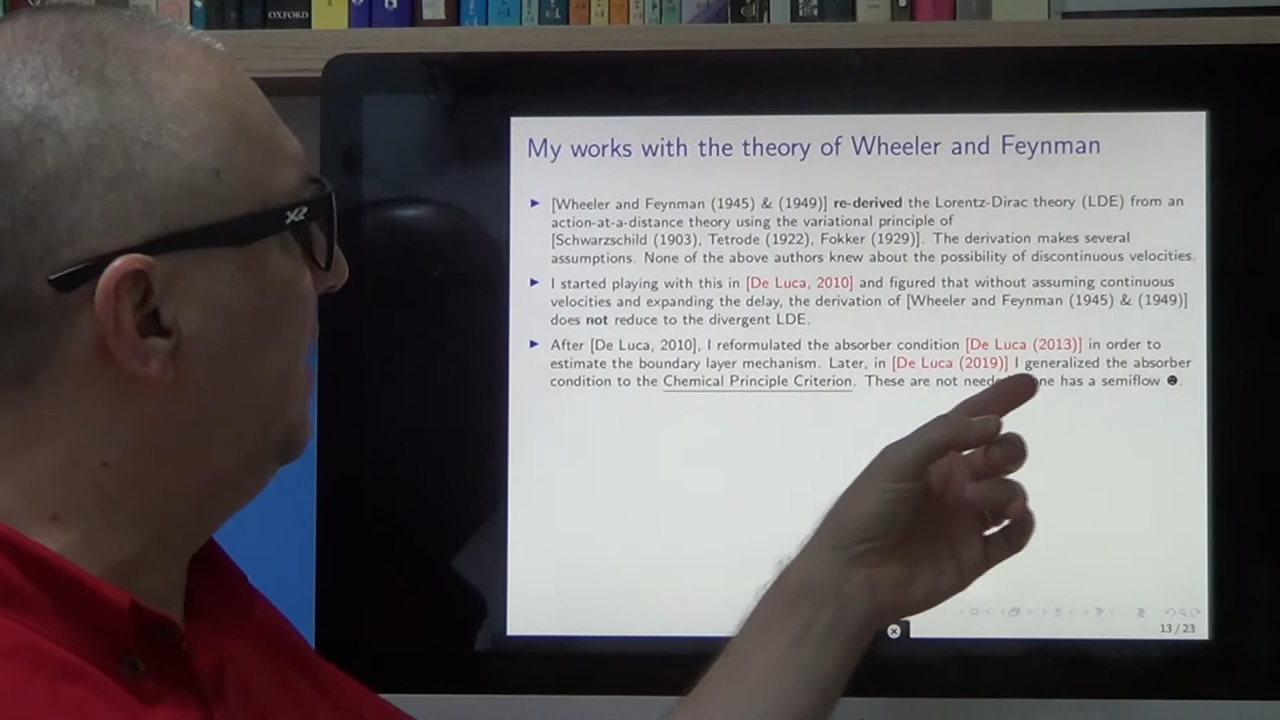 OXFORD
My works with the theory of Wheeler and Feynman
[Wheeler and Feynman (1945) & (1949)] re-derived the Lorentz-Dirac theory (LDE) from an
action-at-a-distance theory using the variational principle of
[Schwarzschild (1903), Tetrode (1922), Fokker (1929)]. The derivation makes several
assumptions. None of the above authors knew about the possibility of discontinuous velocities.
I started playing with this in [De Luca, 2010] and figured that without assuming continuous
velocities and expanding the delay, the derivation of [Wheeler and Feynman (1945) & (1949)]
does not reduce to the divergent LDE.
After [De Luca, 2010], I reformulated the absorber condition [De Luca (2013)] in order to
estimate the boundary layer mechanism. Later, in [De Luca (2019)] I generalized the absorber
condition to the Chemical Principle Criterion. These are not has a semiflow
13/23